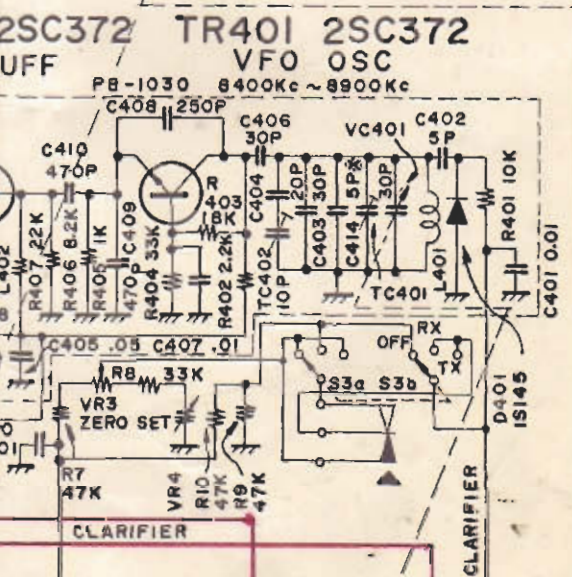 2SC372 TR401 2SC372
UFF VFO OSC
PB-1030 8400Kc ~ 8900Kc
C408 250P
C406
30P
VC401
C402
5P
C410
470P
R
403
18K
C404
20P
30P
5P※
30P
R401 10K
22K
8.2K
1K
C409
470P
33K
2.2K
L402
R407
R406
R405
R404
R402
TC402
10P
C403
C414
TC401
L401
C401 0.01
C405 .05 C407 .01
R8 33K
VR3
ZERO SET
RX
OFF
TX
S3a S3b
D401
1S145
R7
47K
VR4
R10
47K
R9
47K
CLARIFIER
CLARIFIER